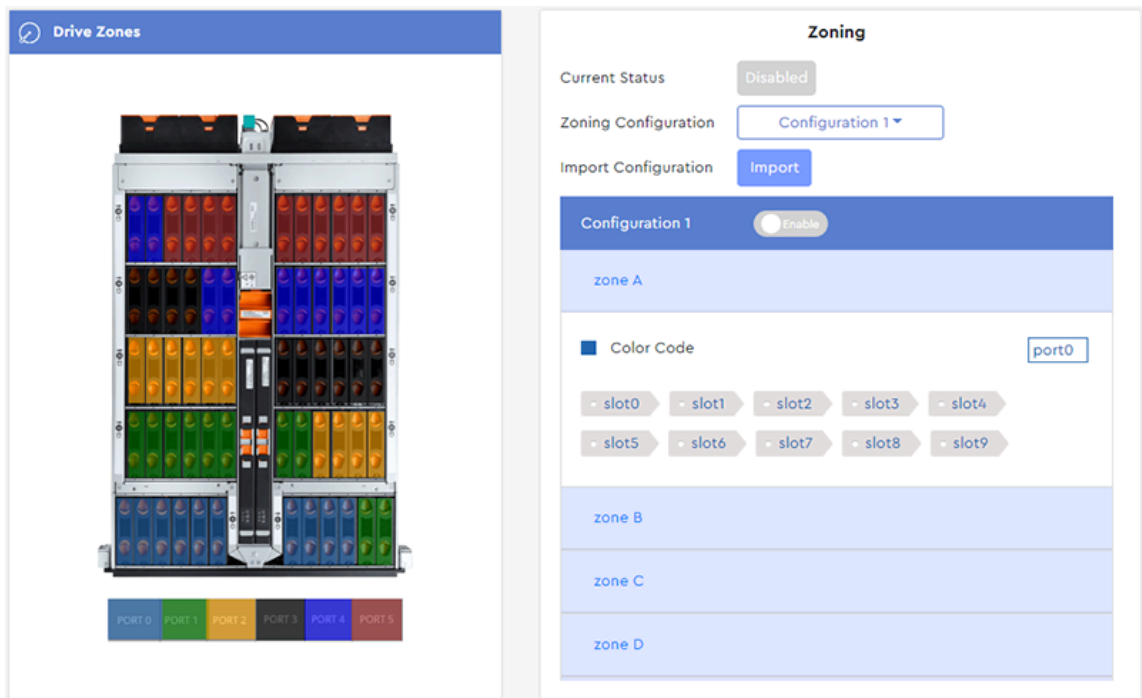 Drive Zones
PORT 0 PORT 1 PORT 2 PORT 3 PORT 4 PORT 5
Zoning
Current Status Disabled
Zoning Configuration Configuration 1
Import Configuration Import
Configuration 1 Enable
zone A
Color Code port0
slot0 slot1 slot2 slot3 slot4
slot5 slot6 slot7 slot8 slot9
zone B
zone C
zone D